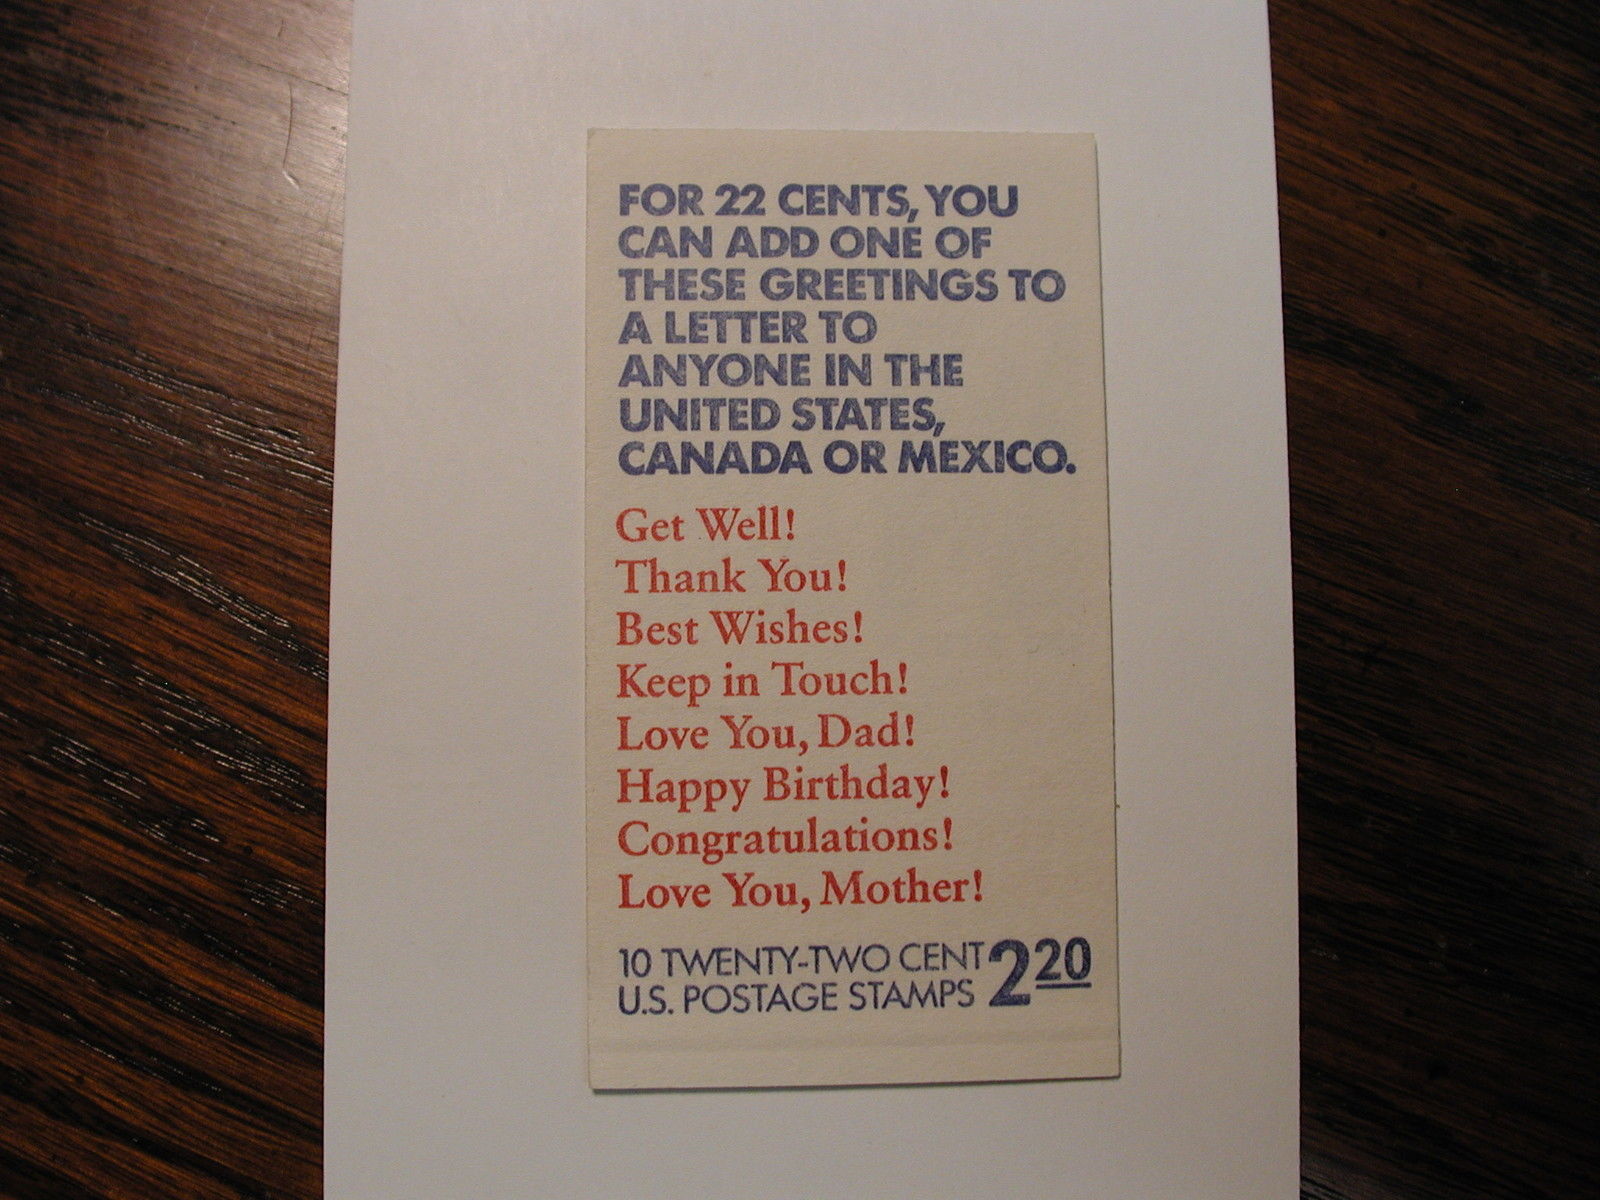 FOR 22 CENTS, YOU
CAN ADD ONE OF
THESE GREETINGS TO
A LETTER TO
ANYONE IN THE
UNITED STATES,
CANADA OR MEXICO.
Get Well!
Thank You!
Best Wishes!
Keep in Touch!
Love You, Dad!
Happy Birthday!
Congratulations!
Love You, Mother!
10 TWENTY-TWO CENT 220
U.S. POSTAGE STAMPS